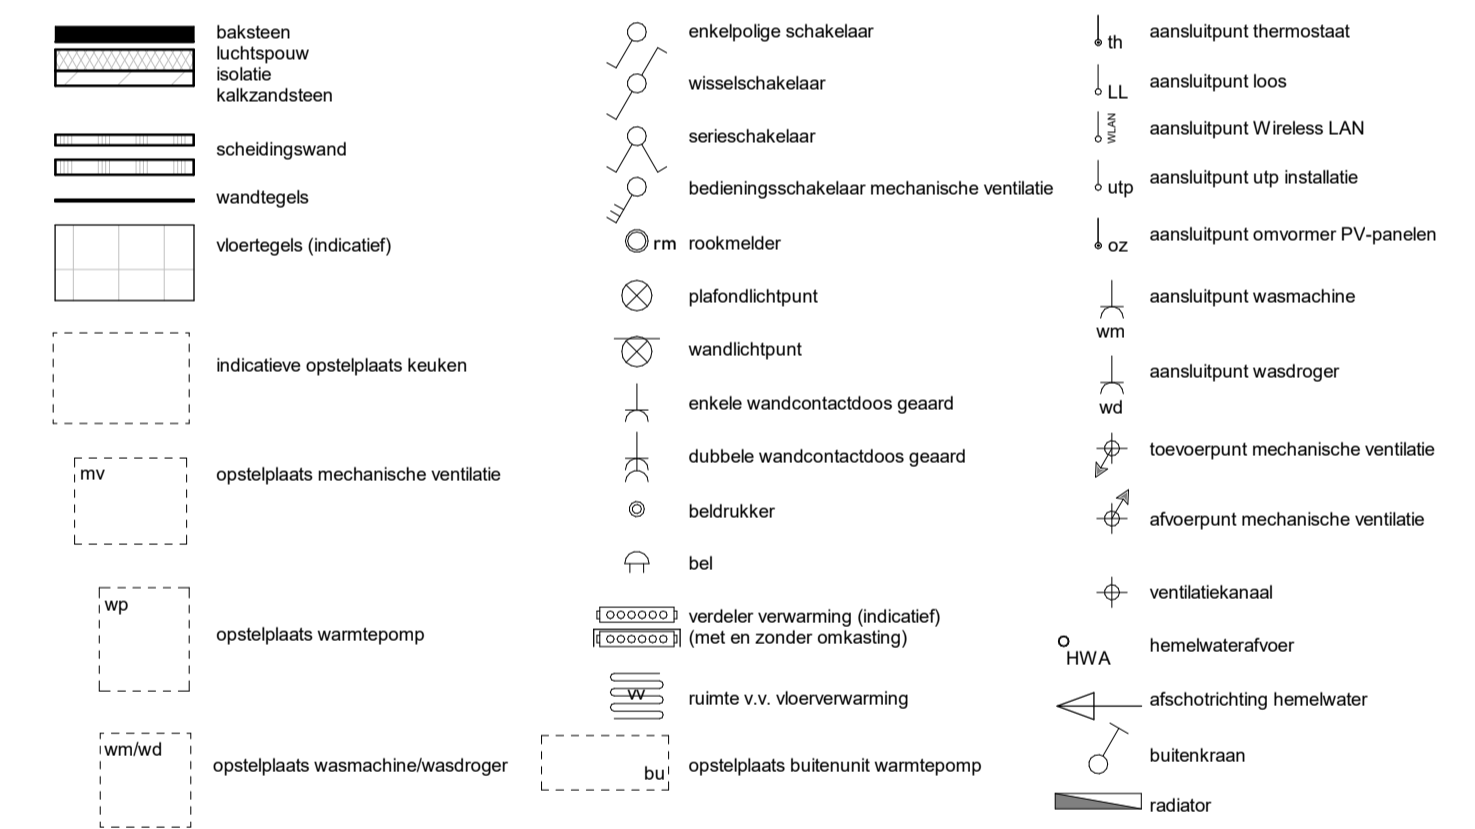 baksteen
luchtspouw
isolatie
kalkzandsteen
scheidingswand
wandtegels
vloertegels (indicatief)
indicatieve opstelplaats keuken
mv
opstelplaats mechanische ventilatie
wp
opstelplaats warmtepomp
wm/wd
opstelplaats wasmachine/wasdroger
enkelpolige schakelaar
wisselschakelaar
serieschakelaar
bedieningsschakelaar mechanische ventilatie
rm rookmelder
plafondlichtpunt
wandlichtpunt
enkele wandcontactdoos geaard
dubbele wandcontactdoos geaard
beldrukker
bel
verdeler verwarming (indicatief)
(met en zonder omkasting)
vv
ruimte v.v. vloerverwarming
bu
opstelplaats buitenunit warmtepomp
th aansluitpunt thermostaat
LL aansluitpunt loos
WLAN aansluitpunt Wireless LAN
utp aansluitpunt utp installatie
oz aansluitpunt omvormer PV-panelen
aansluitpunt wasmachine
wm
aansluitpunt wasdroger
wd
toevoerpunt mechanische ventilatie
afvoerpunt mechanische ventilatie
ventilatiekanaal
HWA
hemelwaterafvoer
afschotrichting hemelwater
buitenkraan
radiator